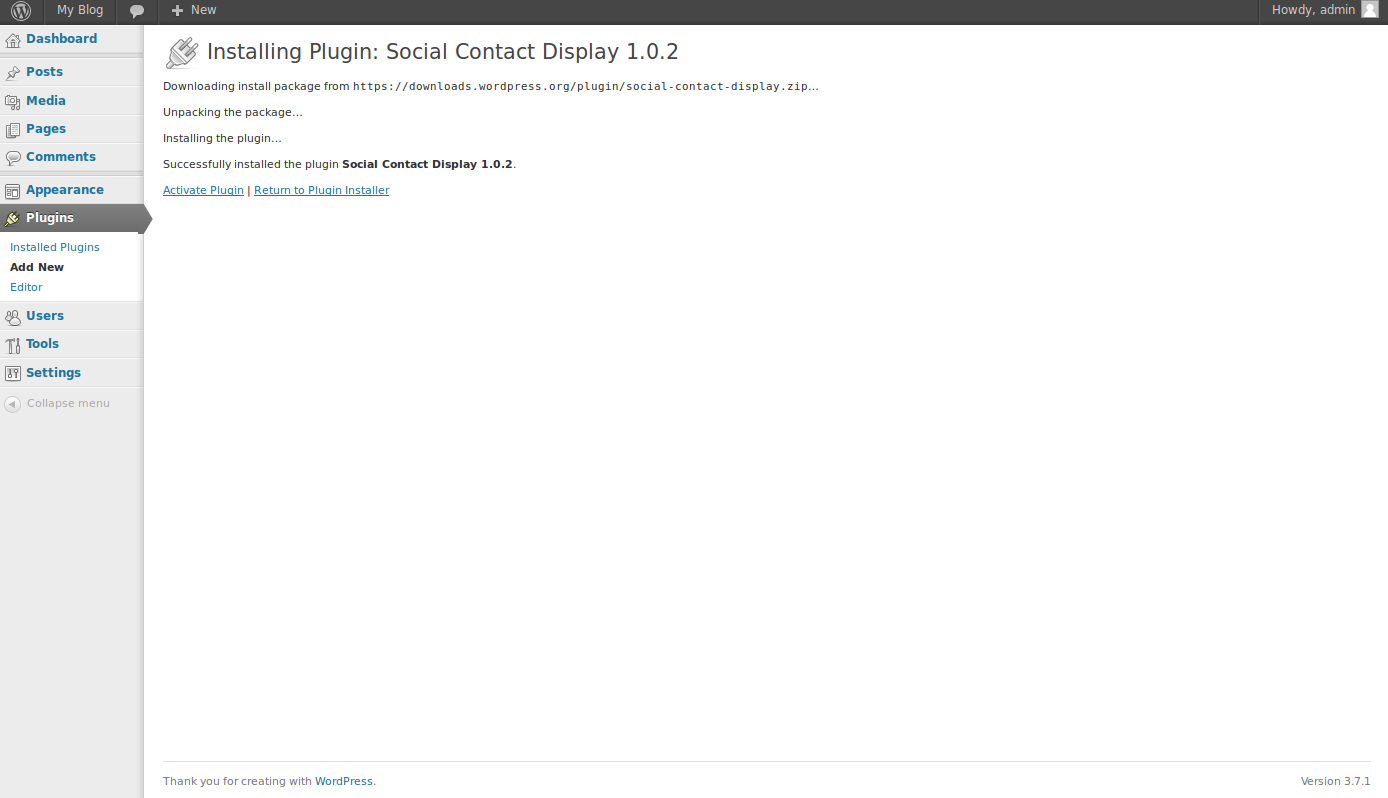 My Blog New Howdy, admin
Dashboard
Posts
Media
Pages
Comments
Appearance
Plugins
Installed Plugins
Add New
Editor
Users
Tools
Settings
Collapse menu
Installing Plugin: Social Contact Display 1.0.2
Downloading install package from https://downloads.wordpress.org/plugin/social-contact-display.zip…
Unpacking the package…
Installing the plugin…
Successfully installed the plugin Social Contact Display 1.0.2.
Activate Plugin | Return to Plugin Installer
Thank you for creating with WordPress. Version 3.7.1